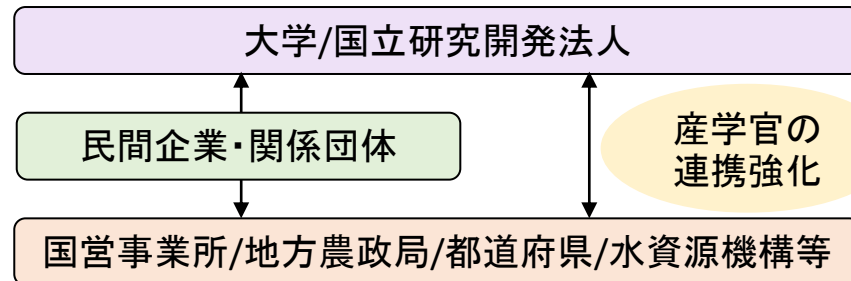 大学/国立研究開発法人
民間企業・関係団体
産学官の
連携強化
国営事業所/地方農政局/都道府県/水資源機構等